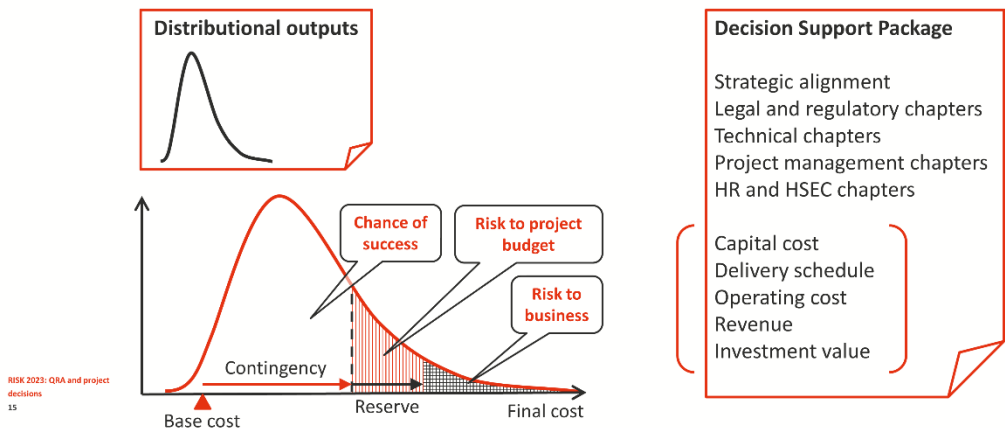 Distributional outputs
Decision Support Package
Strategic alignment
Legal and regulatory chapters
Technical chapters
Project management chapters
HR and HSEC chapters
Capital cost
Delivery schedule
Operating cost
Revenue
Investment value
Chance of
success
Risk to project
budget
Risk to
business
Contingency
Reserve
Final cost
Base cost
RISK 2023: QRA and project
decisions
15